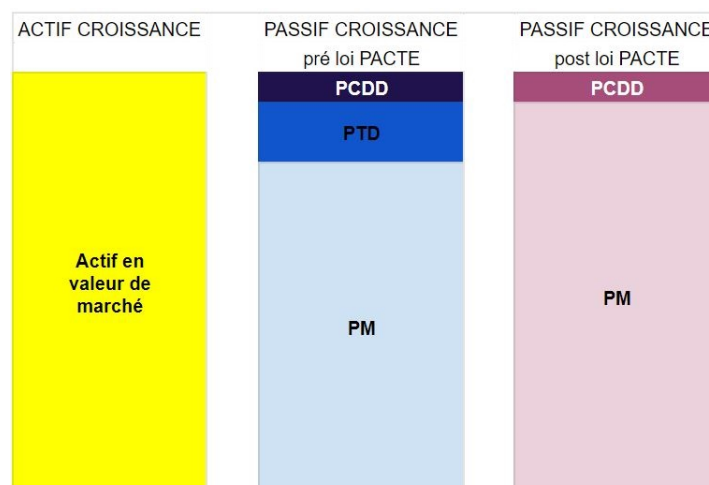 ACTIF CROISSANCE
PASSIF CROISSANCE
pré loi PACTE
PASSIF CROISSANCE
post loi PACTE
PCDD
PTD
PM
PCDD
PM
Actif en
valeur de
marché